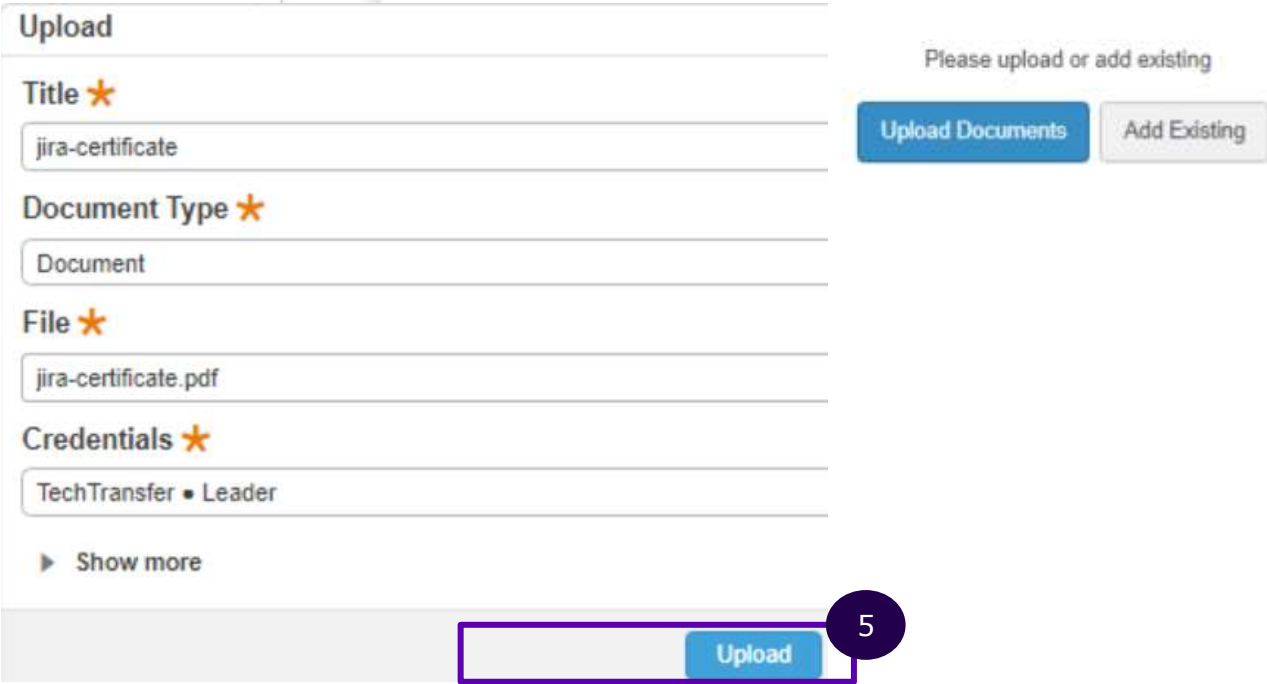 Upload
Title
jira-certificate
Document Type
Document
File
jira-certificate.pdf
Credentials
TechTransfer ● Leader
Show more
Upload
5
Please upload or add existing
Upload Documents
Add Existing